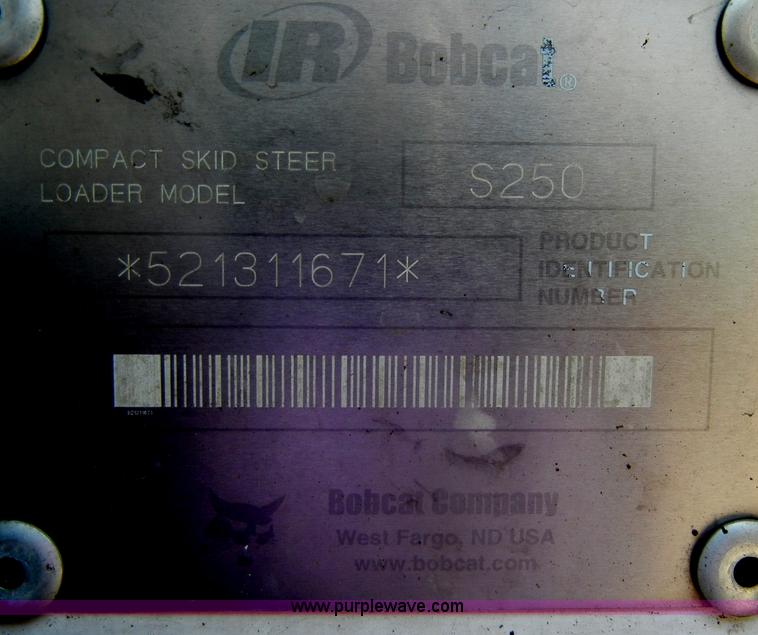 IR Bobcat®
COMPACT SKID STEER
LOADER MODEL
S250
*521311671*
PRODUCT
IDENTIFICATION
NUMBER
521311671
Bobcat Company
West Fargo, ND USA
www.bobcat.com
www.purplewave.com